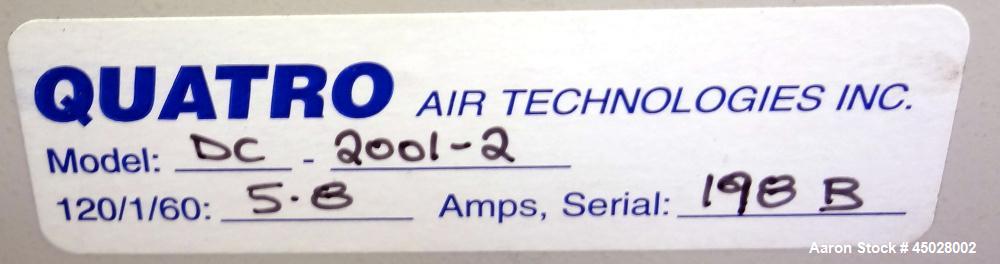 QUATRO AIR TECHNOLOGIES INC.
Model: DC - 2001-2
120/1/60: 5.8 Amps, Serial: 198 B
Aaron Stock # 45028002